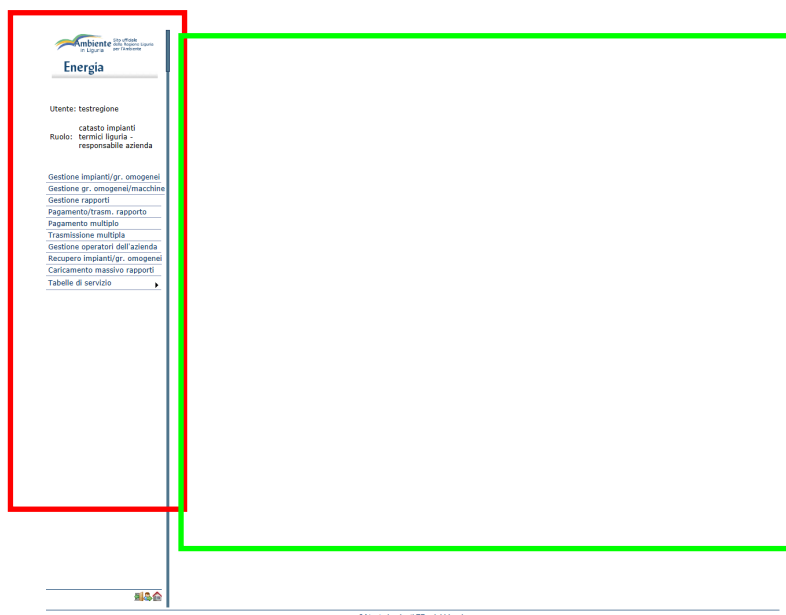 Ambiente
in Liguria
Sito ufficiale
della Regione Liguria
per l'Ambiente
Energia
Utente: testregione
Ruolo: catasto impianti
termici liguria -
responsabile azienda
Gestione impianti/gr. omogenei
Gestione gr. omogenei/macchine
Gestione rapporti
Pagamento/trasm. rapporto
Pagamento multiplo
Trasmissione multipla
Gestione operatori dell'azienda
Recupero impianti/gr. omogenei
Caricamento massivo rapporti
Tabelle di servizio